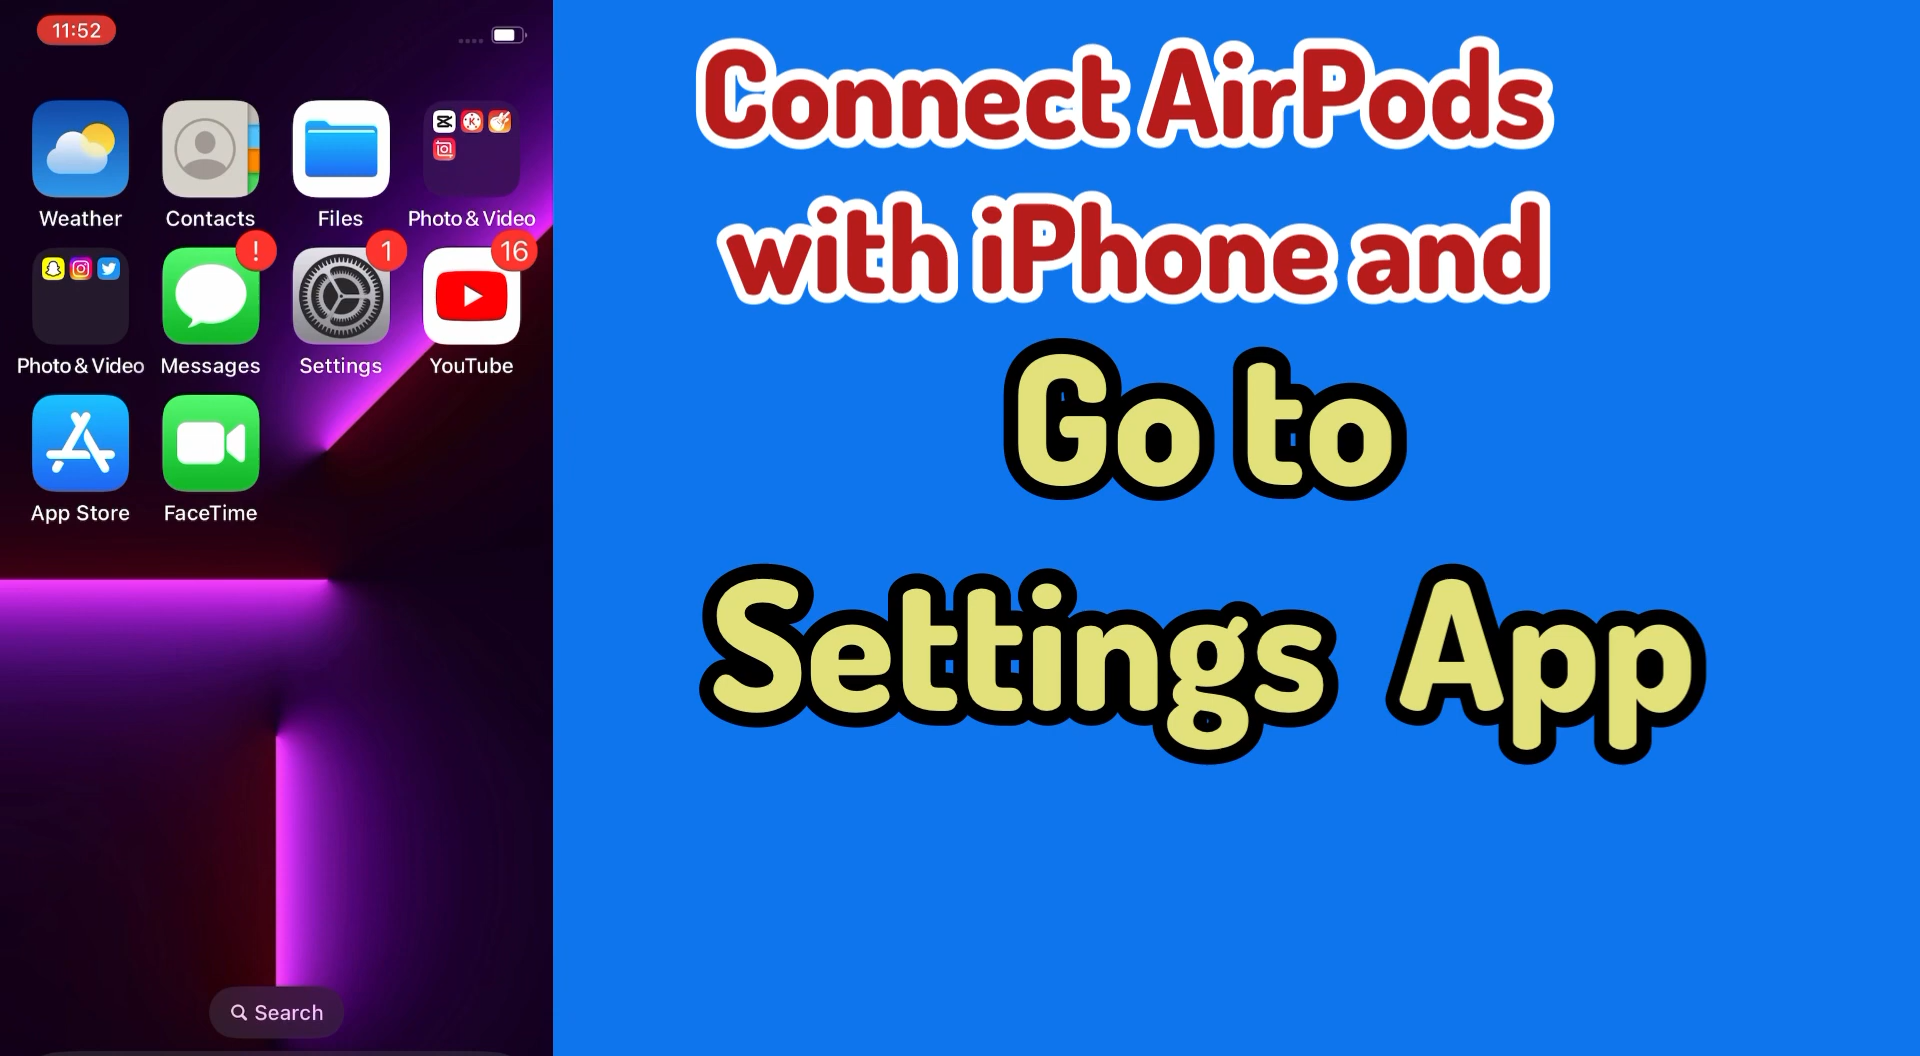 11:52
Weather Contacts Files Photo & Video
! 1 16
Photo & Video Messages Settings YouTube
App Store FaceTime
Search
Connect AirPods
with iPhone and
Go to
Settings App